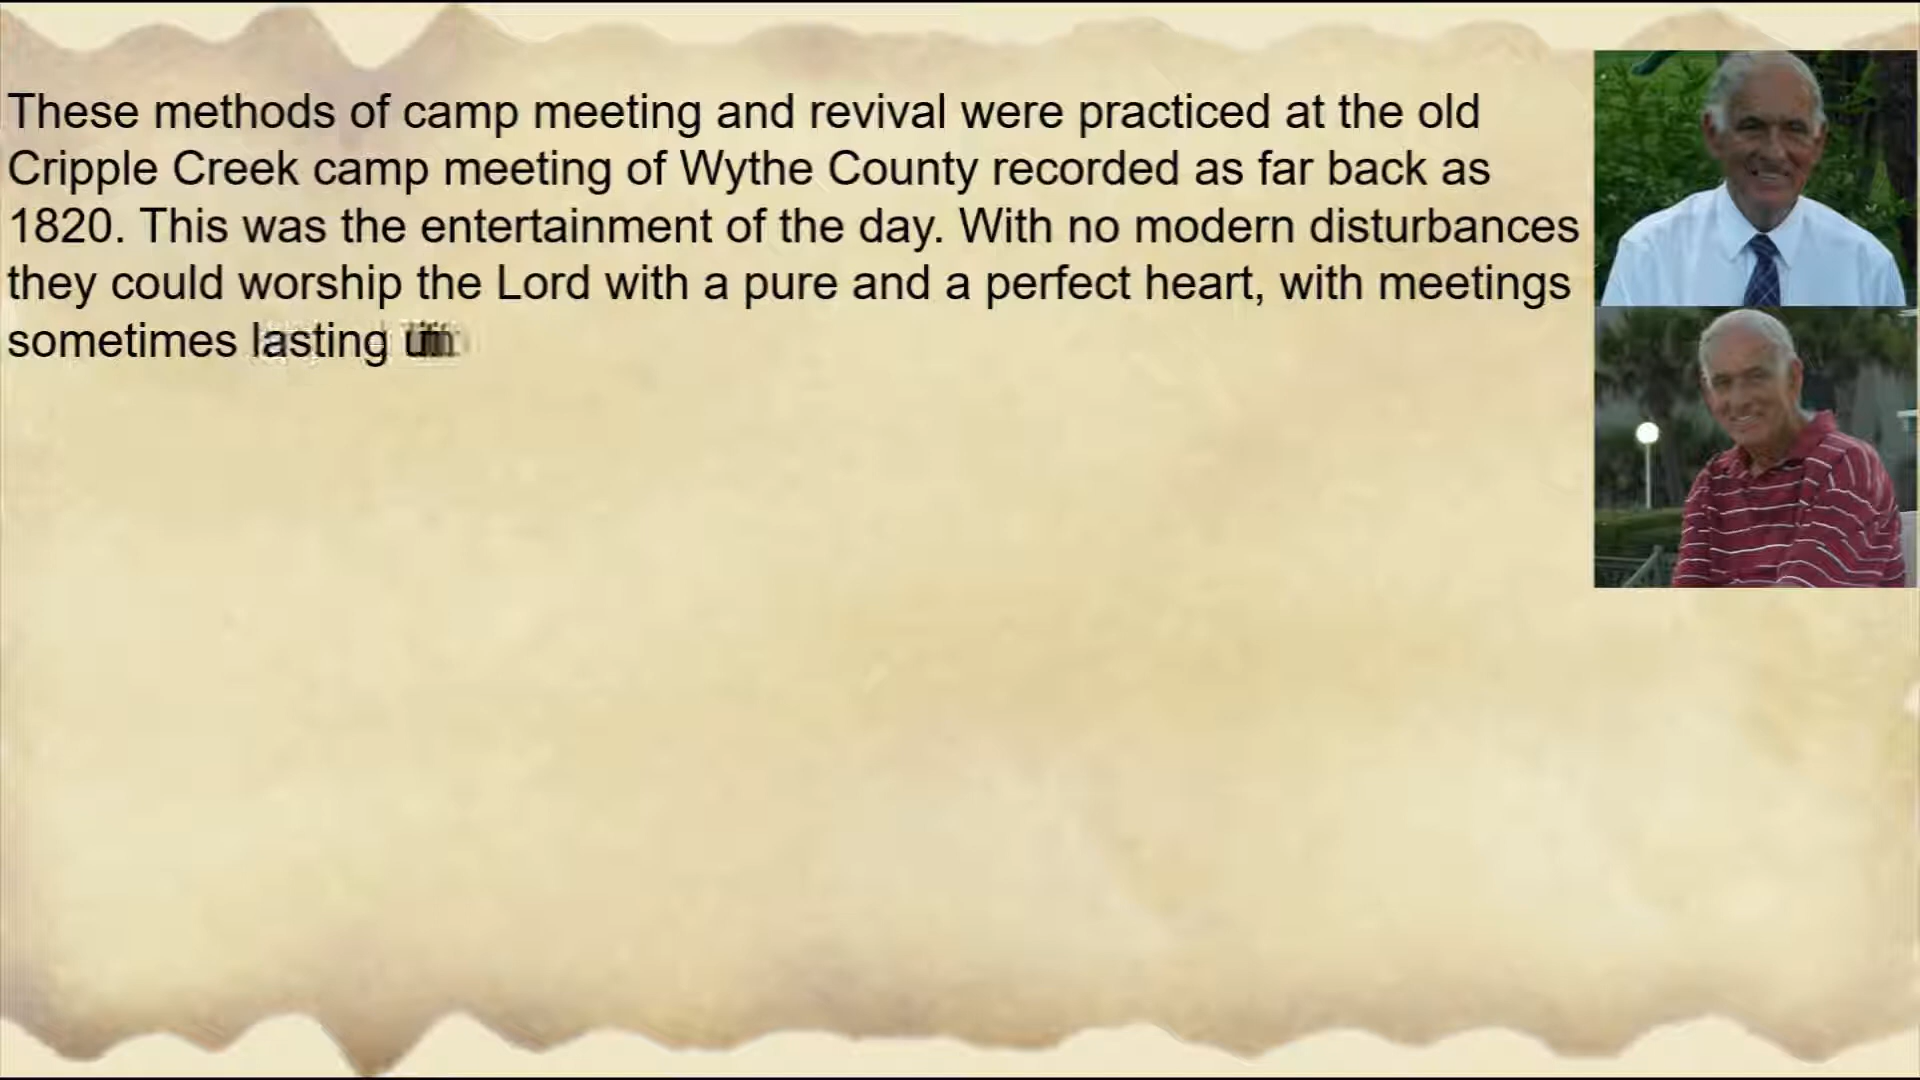 These methods of camp meeting and revival were practiced at the old
Cripple Creek camp meeting of Wythe County recorded as far back as
1820. This was the entertainment of the day. With no modern disturbances
they could worship the Lord with a pure and a perfect heart, with meetings
sometimes lasting